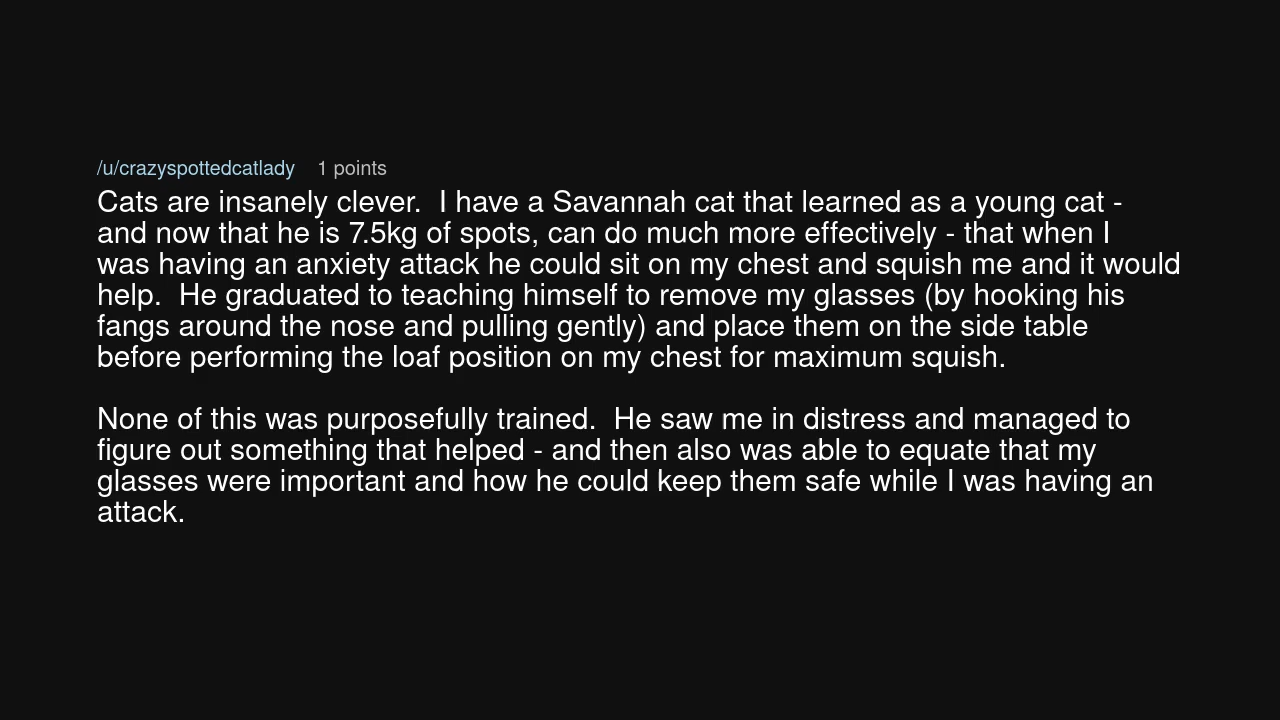 /u/crazyspottedcatlady 1 points
Cats are insanely clever.  I have a Savannah cat that learned as a young cat -
and now that he is 7.5kg of spots, can do much more effectively - that when I
was having an anxiety attack he could sit on my chest and squish me and it would
help.  He graduated to teaching himself to remove my glasses (by hooking his
fangs around the nose and pulling gently) and place them on the side table
before performing the loaf position on my chest for maximum squish.
None of this was purposefully trained.  He saw me in distress and managed to
figure out something that helped - and then also was able to equate that my
glasses were important and how he could keep them safe while I was having an
attack.